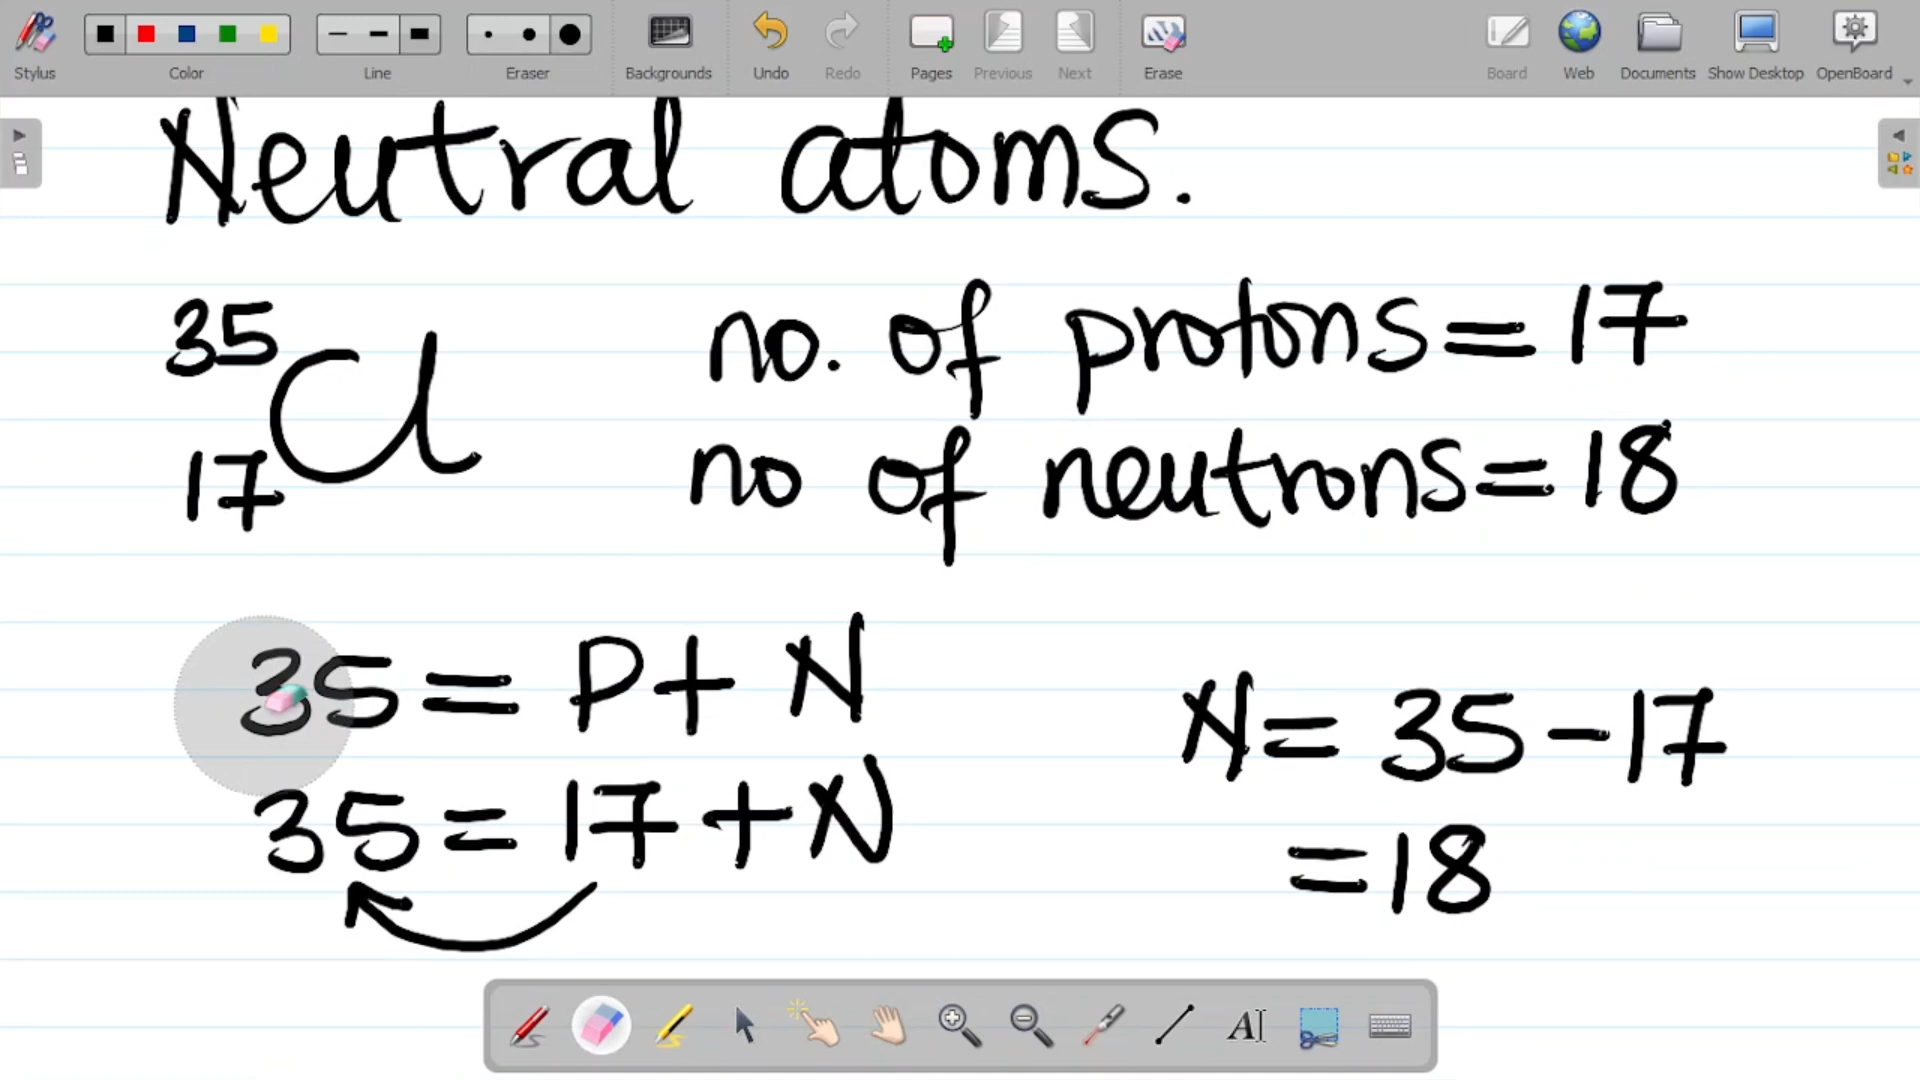 Stylus Color Line Eraser Backgrounds Undo Redo Pages Previous Next Erase Board Web Documents Show Desktop OpenBoard
Neutral atoms.
35
Cl
17
no. of protons = 17
no of neutrons = 18
35 = P + N
35 = 17 + N
N = 35 - 17
= 18